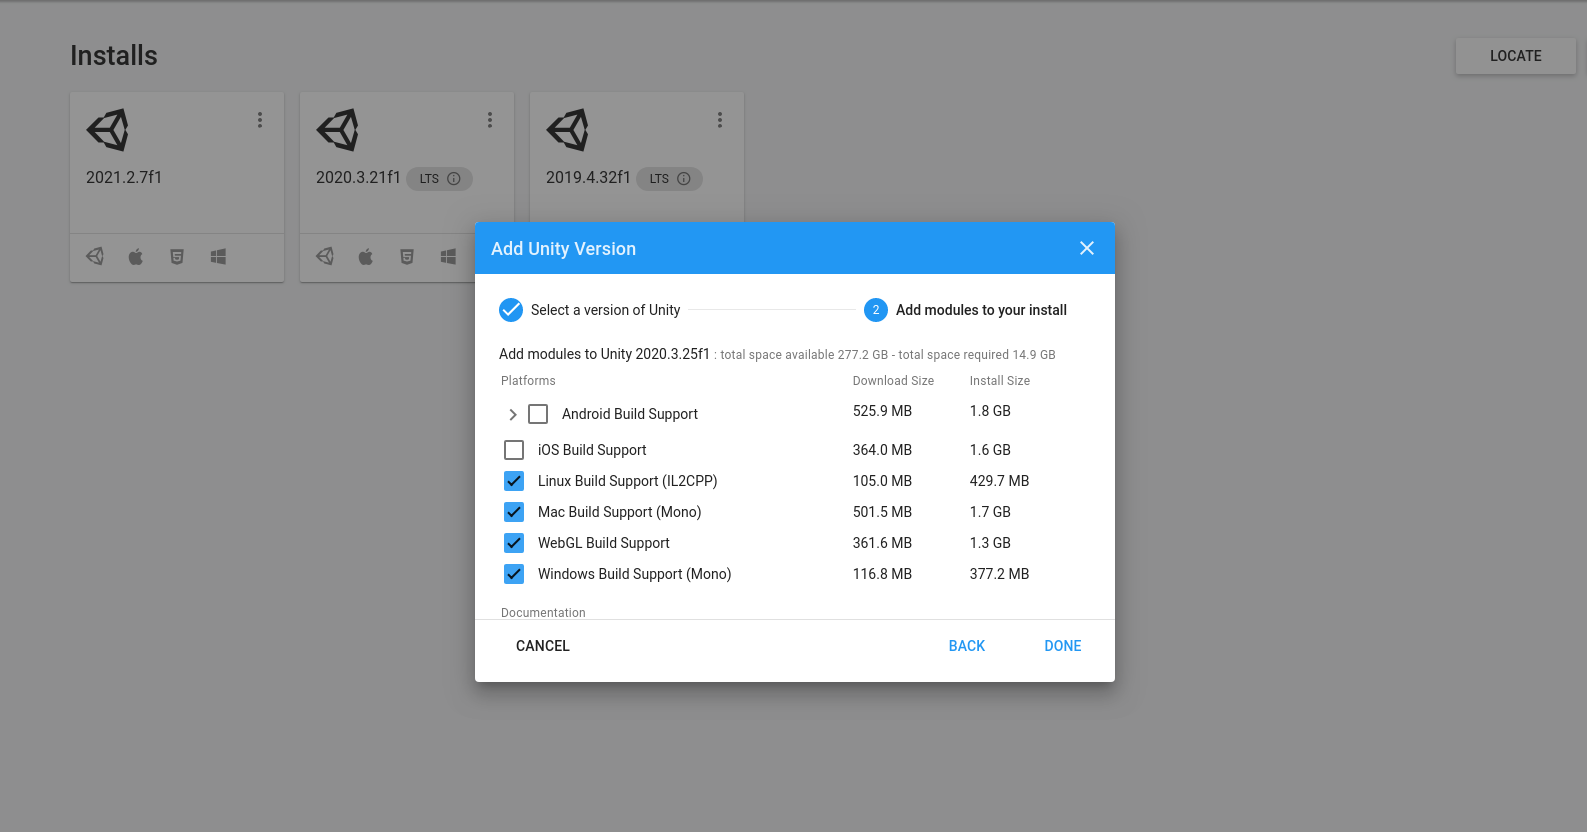 Installs
LOCATE
2021.2.7f1
2020.3.21f1 LTS
2019.4.32f1 LTS
Add Unity Version
Select a version of Unity
2 Add modules to your install
Add modules to Unity 2020.3.25f1 : total space available 277.2 GB - total space required 14.9 GB
Platforms Download Size Install Size
Android Build Support 525.9 MB 1.8 GB
iOS Build Support 364.0 MB 1.6 GB
Linux Build Support (IL2CPP) 105.0 MB 429.7 MB
Mac Build Support (Mono) 501.5 MB 1.7 GB
WebGL Build Support 361.6 MB 1.3 GB
Windows Build Support (Mono) 116.8 MB 377.2 MB
Documentation
CANCEL BACK DONE